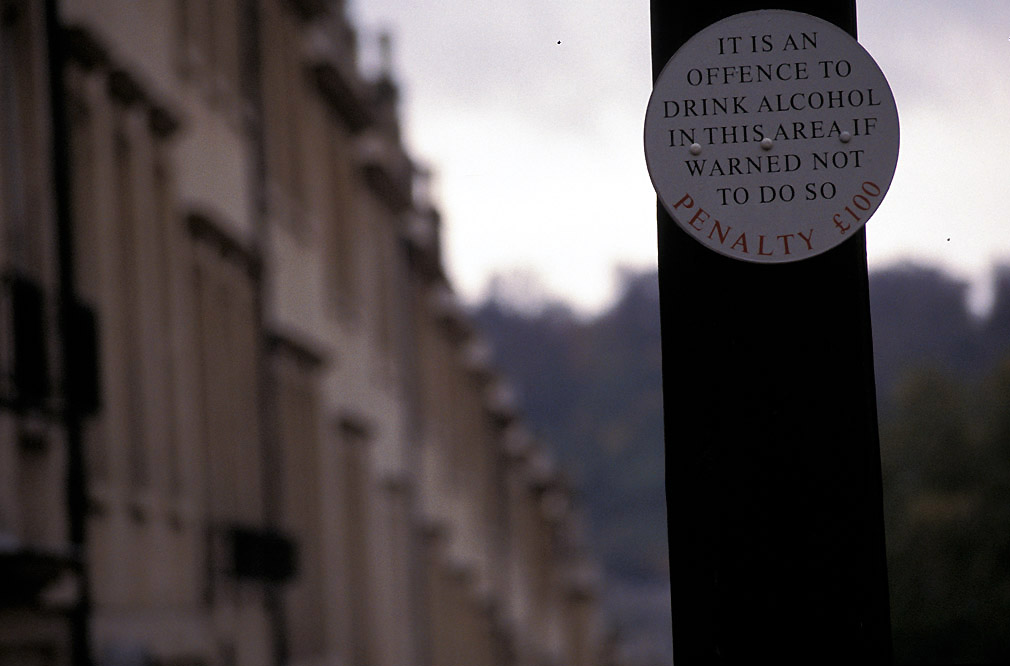 IT IS AN
OFFENCE TO
DRINK ALCOHOL
IN THIS AREA IF
WARNED NOT
TO DO SO
PENALTY £100